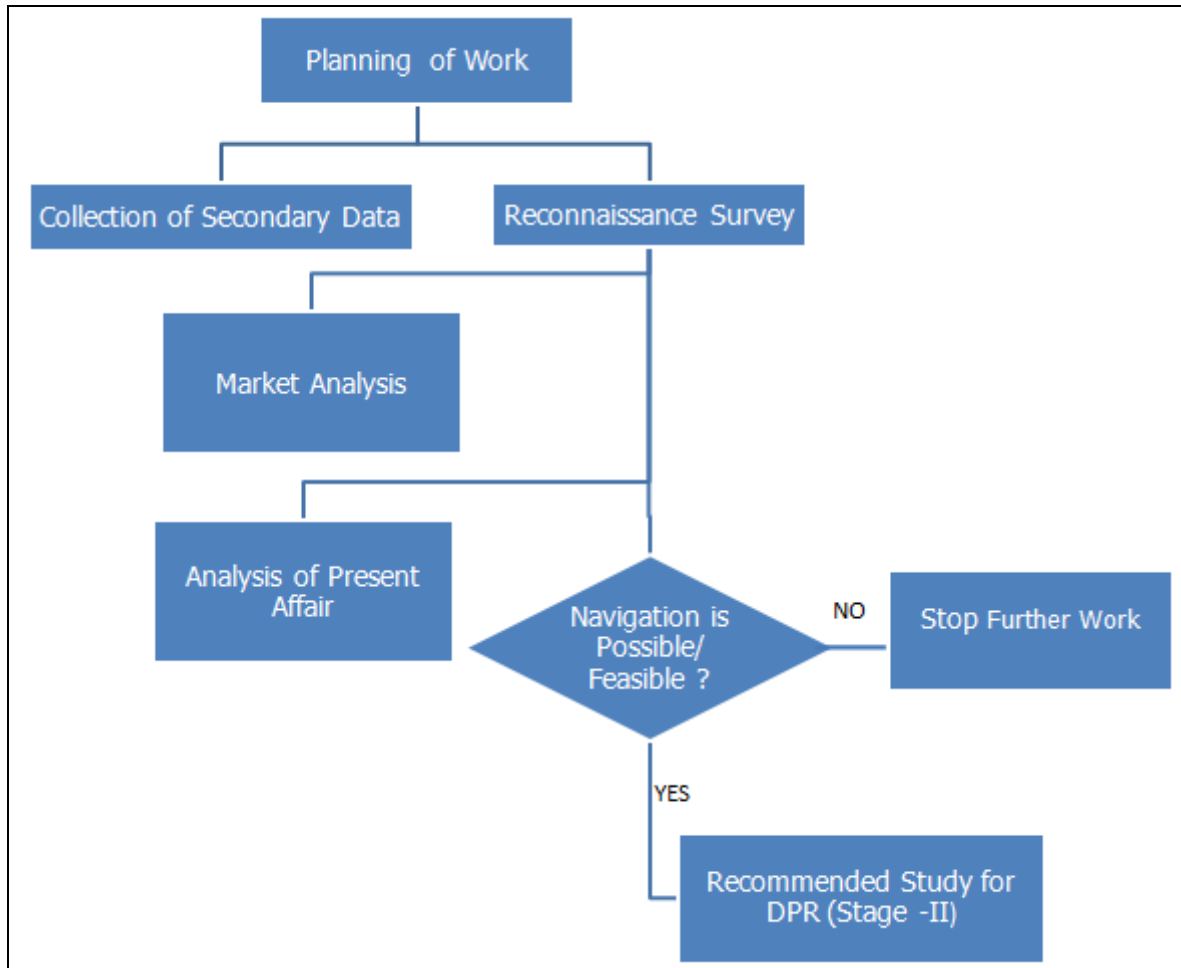 Planning of Work
Collection of Secondary Data
Reconnaissance Survey
Market Analysis
Analysis of Present
Affair
Navigation is
Possible/
Feasible ?
NO
Stop Further Work
YES
Recommended Study for
DPR (Stage -II)